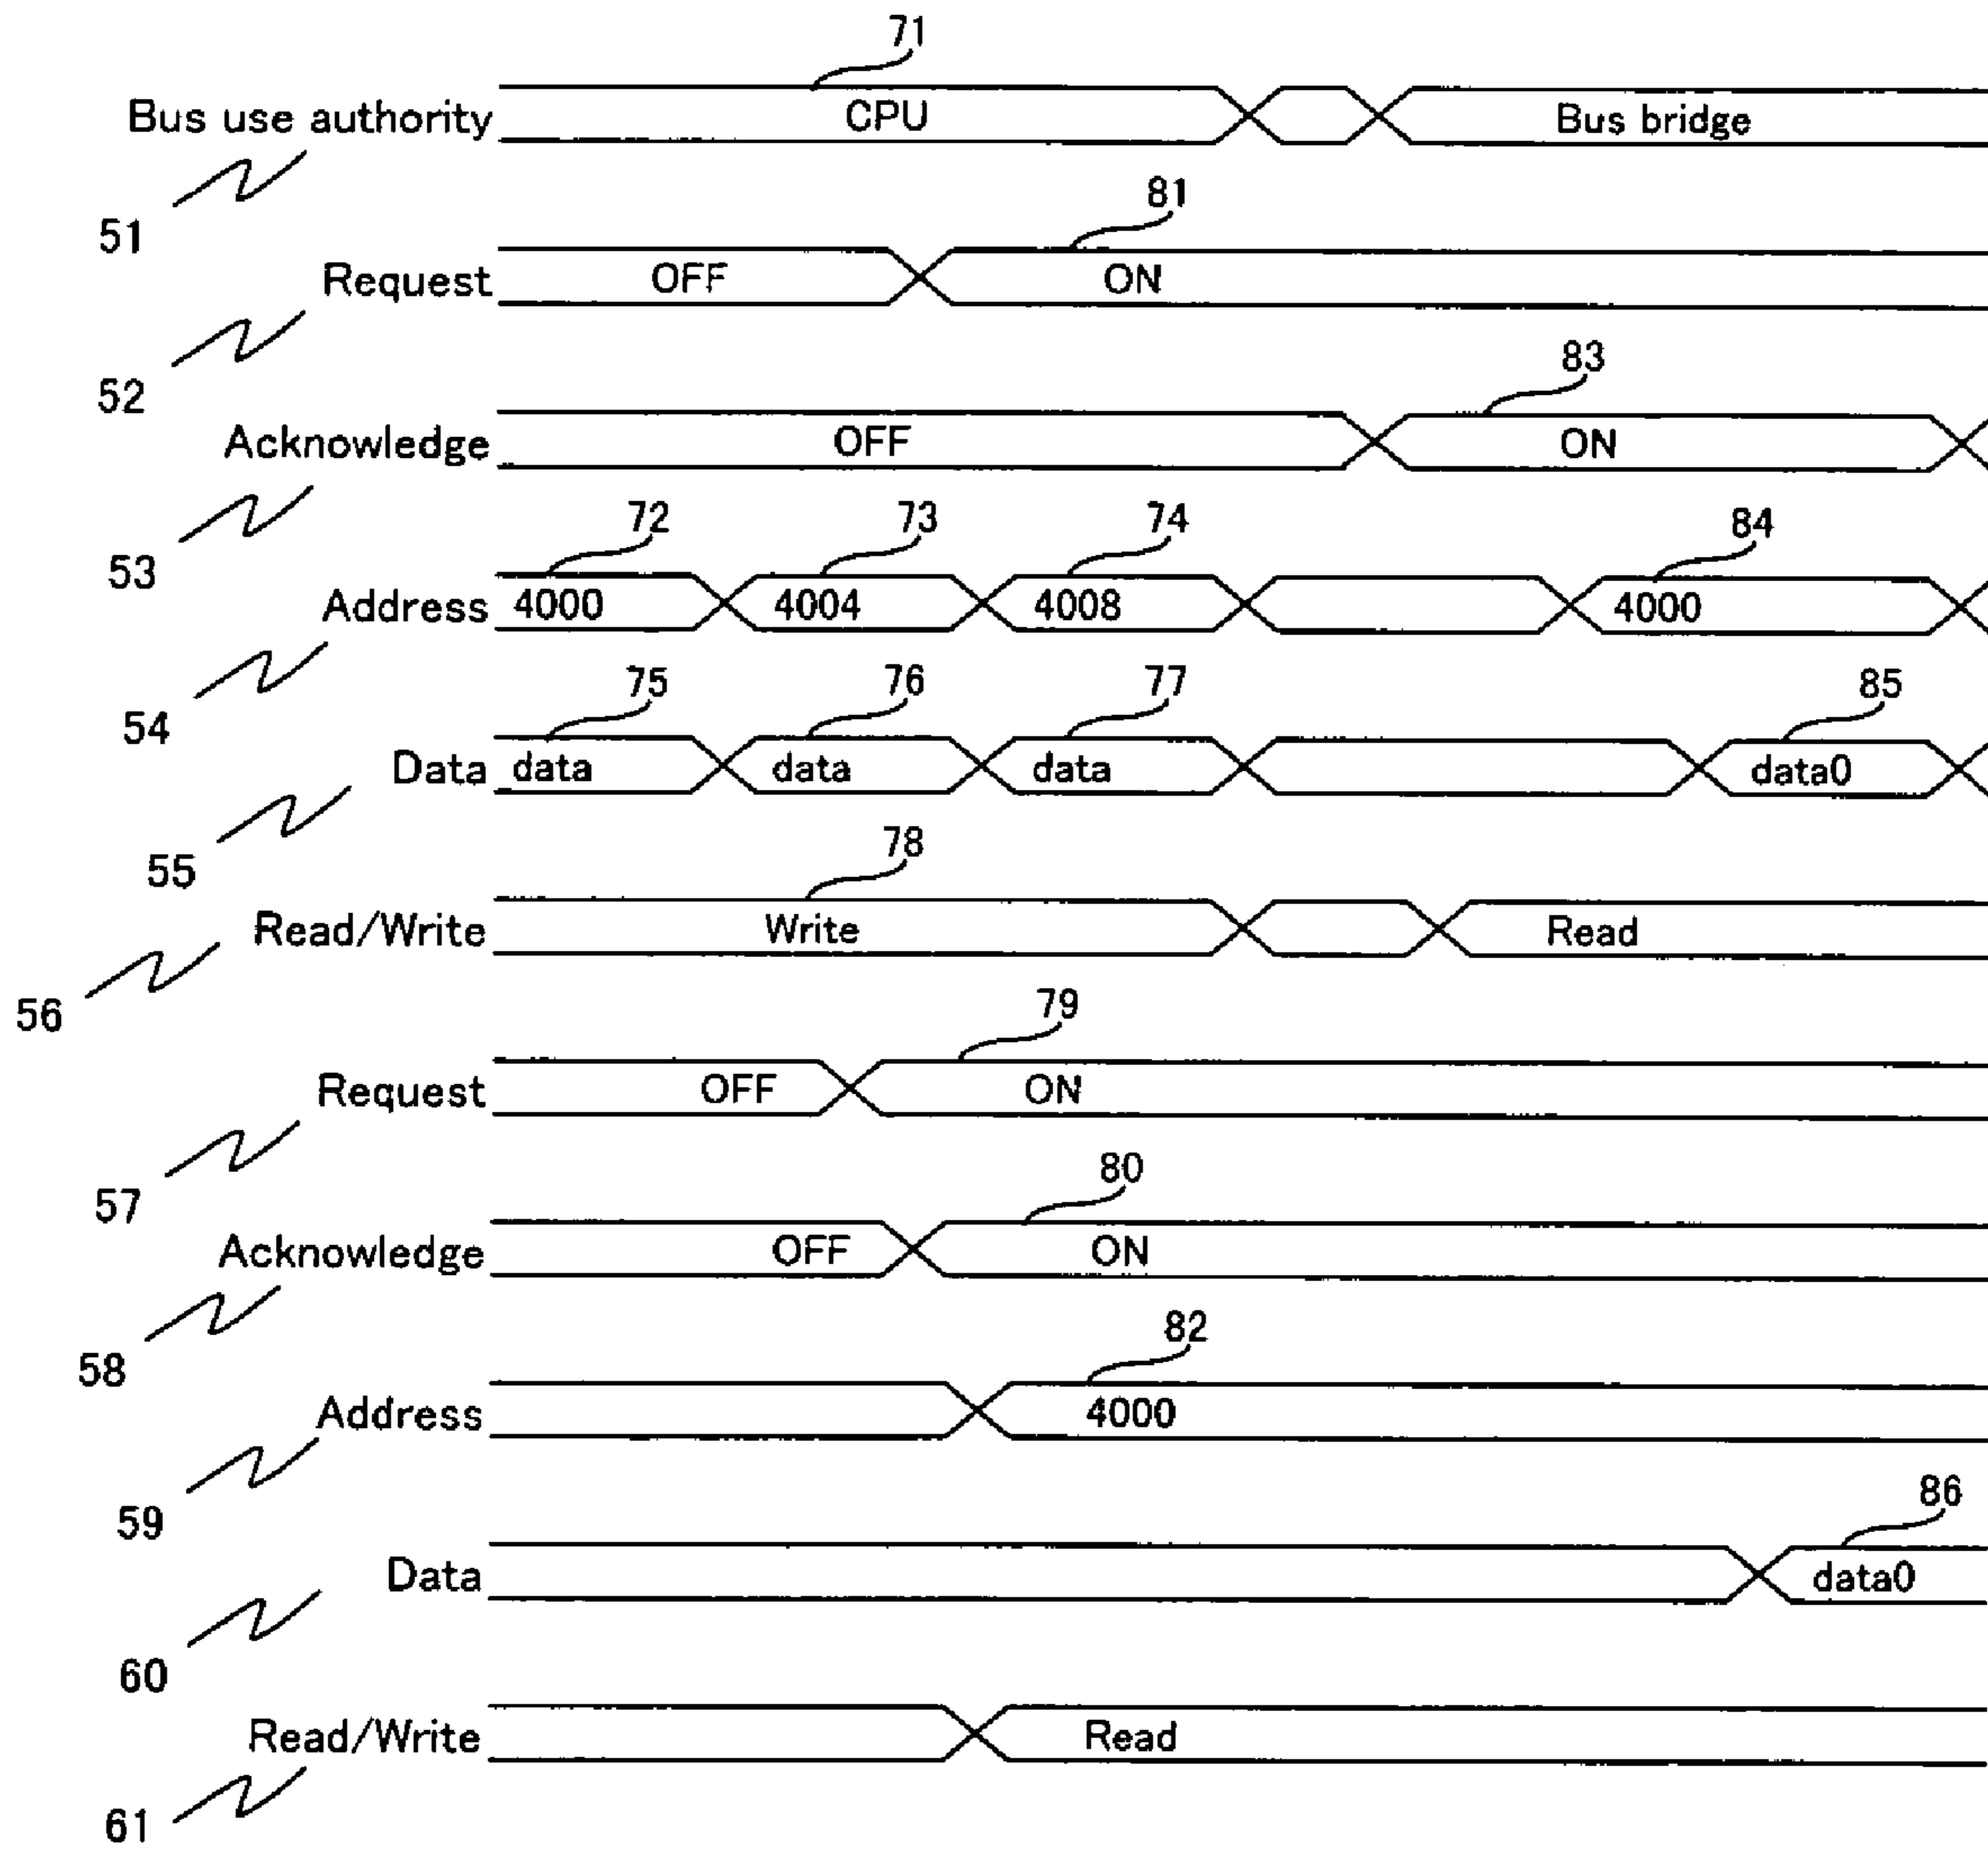 71
Bus use authority CPU Bus bridge
51
81
Request OFF ON
52
83
Acknowledge OFF ON
53
72 73 74 84
Address 4000 4004 4008 4000
54
75 76 77 85
Data data data data data0
55
78
Read/Write Write Read
56
79
Request OFF ON
57
80
Acknowledge OFF ON
58
82
Address 4000
59
86
Data data0
60
Read/Write Read
61